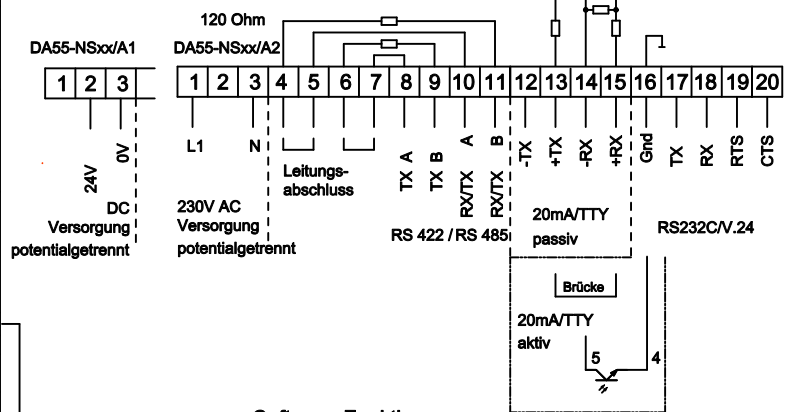 120 Ohm
DA55-NSxx/A1 DA55-NSxx/A2
1 2 3 1 2 3 4 5 6 7 8 9 10 11 12 13 14 15 16 17 18 19 20
24V
0V
L1
N
Leitungs-
abschluss
TX A
TX B
RX/TX A
RX/TX B
-TX
+TX
-RX
+RX
Gnd
TX
RX
RTS
CTS
DC
Versorgung
potentialgetrennt
230V AC
Versorgung
potentialgetrennt
RS 422 / RS 485
20mA/TTY
passiv
RS232C/V.24
Brücke
20mA/TTY
aktiv
5 4